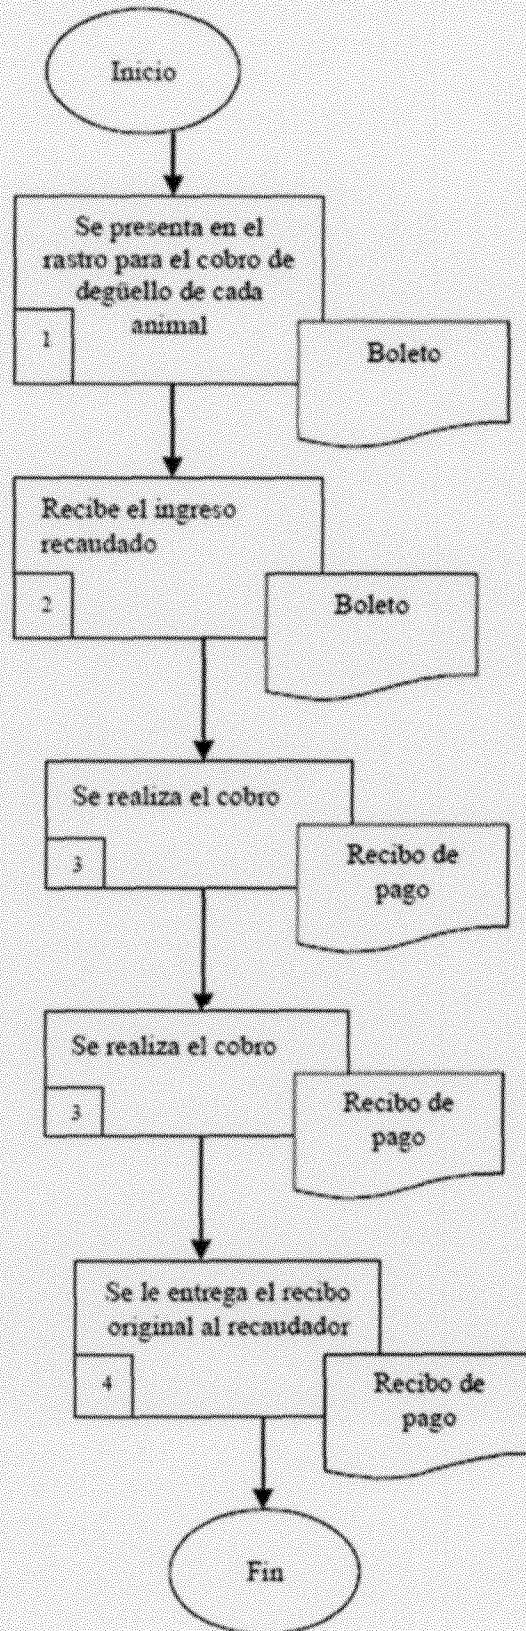 Inicio
Se presenta en el
rastro para el cobro de
degüello de cada
animal
1
Boleto
Recibe el ingreso
recaudado
2
Boleto
Se realiza el cobro
3
Recibo de
pago
Se realiza el cobro
3
Recibo de
pago
Se le entrega el recibo
original al recaudador
4
Recibo de
pago
Fin